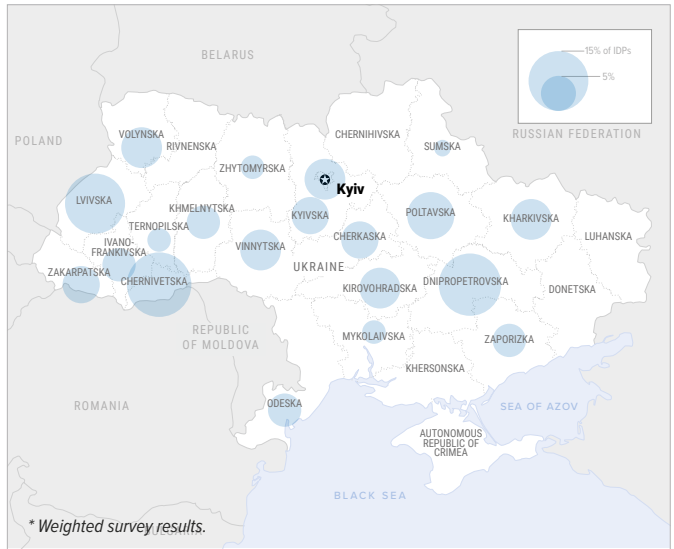 BELARUS
15% of IDPs
5%
RUSSIAN FEDERATION
POLAND
VOLYNSKA
RIVNENSKA
CHERNIHIVSKA
SUMSKA
ZHYTOMYRSKA
Kyiv
LVIVSKA
KHMELNYTSKA
KYIVSKA
POLTAVSKA
KHARKIVSKA
TERNOPILSKA
CHERKASKA
LUHANSKA
IVANO-
FRANKIVSKA
VINNYTSKA
ZAKARPATSKA
CHERNIVETSKA
UKRAINE
KIROVOHRADSKA
DNIPROPETROVSKA
DONETSKA
REPUBLIC
OF MOLDOVA
MYKOLAIVSKA
ZAPORIZKA
KHERSONSKA
ROMANIA
ODESKA
SEA OF AZOV
AUTONOMOUS
REPUBLIC OF
CRIMEA
BLACK SEA
* Weighted survey results.
BULGARIA